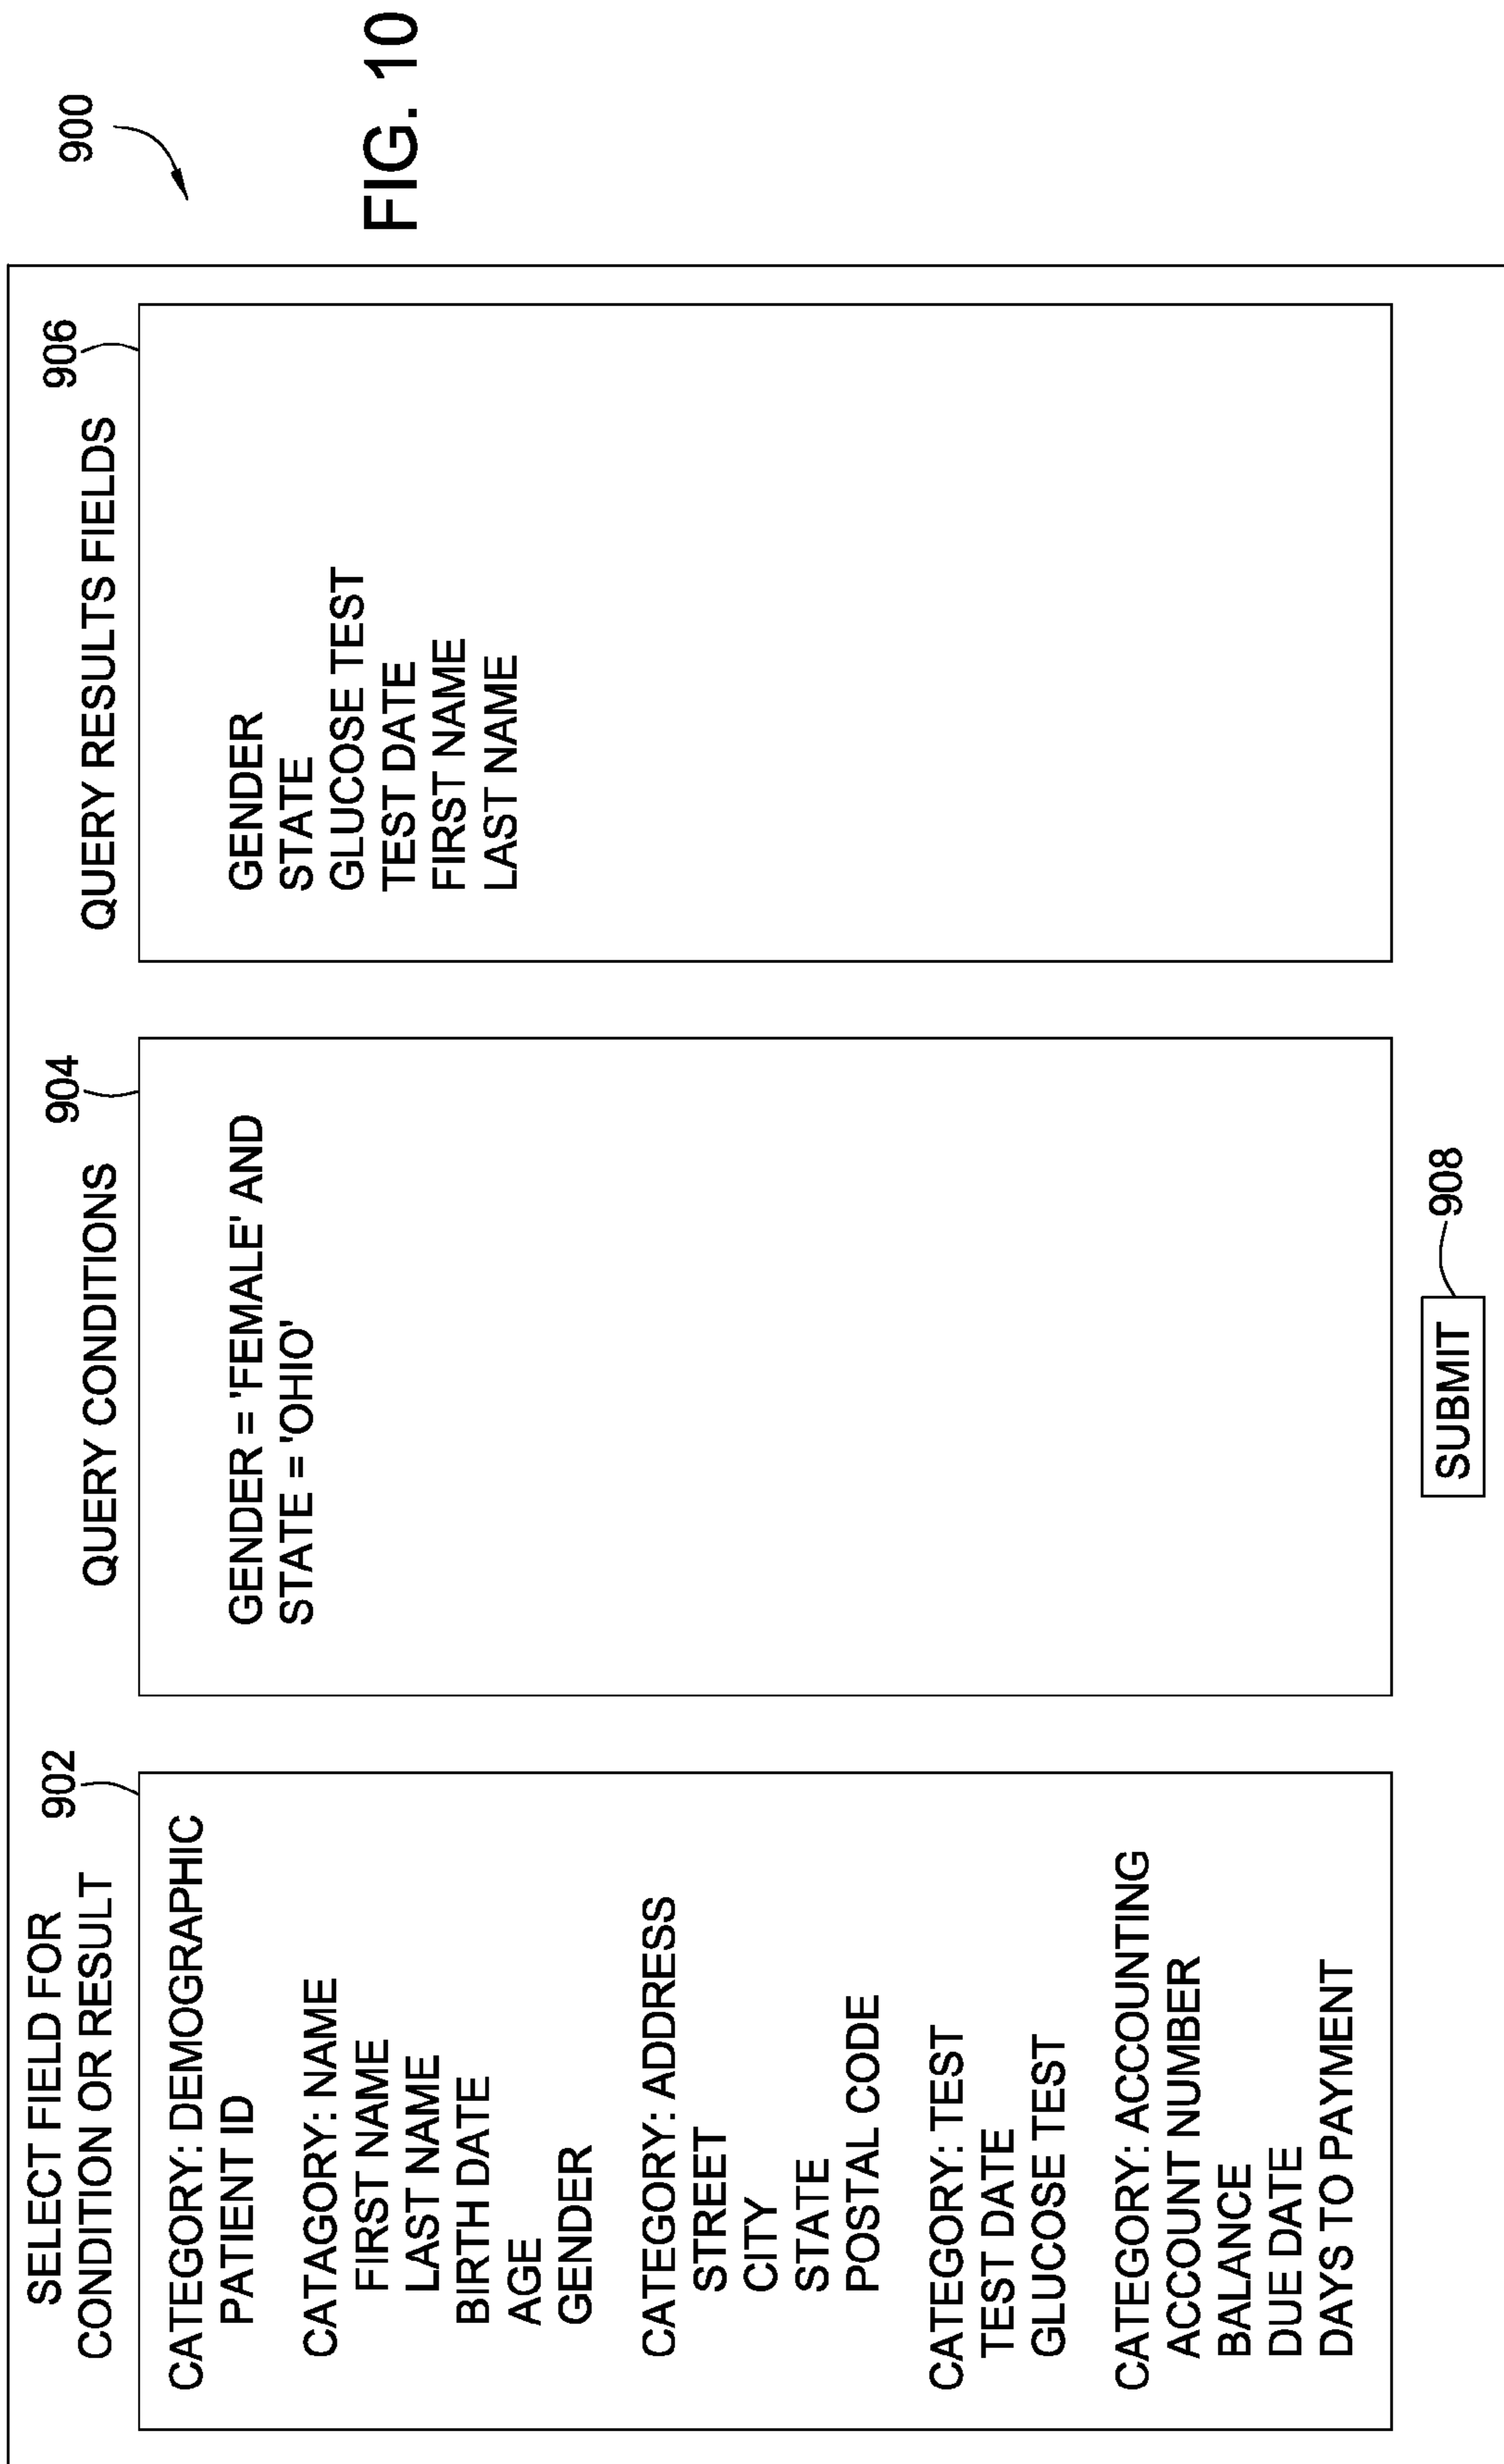 SELECT FIELD FOR
CONDITION OR RESULT
902
CATEGORY: DEMOGRAPHIC
PATIENT ID
CATAGORY: NAME
FIRST NAME
LAST NAME
BIRTH DATE
AGE
GENDER
CATEGORY: ADDRESS
STREET
CITY
STATE
POSTAL CODE
CATEGORY: TEST
TEST DATE
GLUCOSE TEST
CATEGORY: ACCOUNTING
ACCOUNT NUMBER
BALANCE
DUE DATE
DAYS TO PAYMENT
QUERY CONDITIONS
904
GENDER = 'FEMALE' AND
STATE = 'OHIO'
SUBMIT
908
QUERY RESULTS FIELDS
906
GENDER
STATE
GLUCOSE TEST
TEST DATE
FIRST NAME
LAST NAME
900
FIG. 10